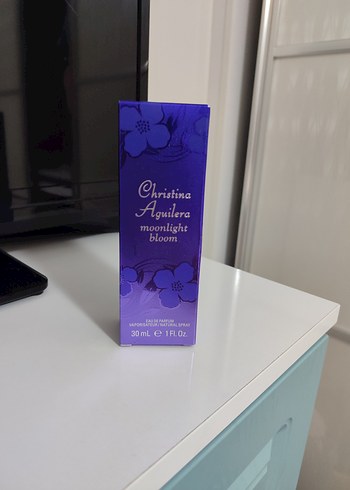 Christina
Aguilera
moonlight
bloom
EAU DE PARFUM
VAPORISATEUR / NATURAL SPRAY
30 mL ℮ 1 Fl. Oz.